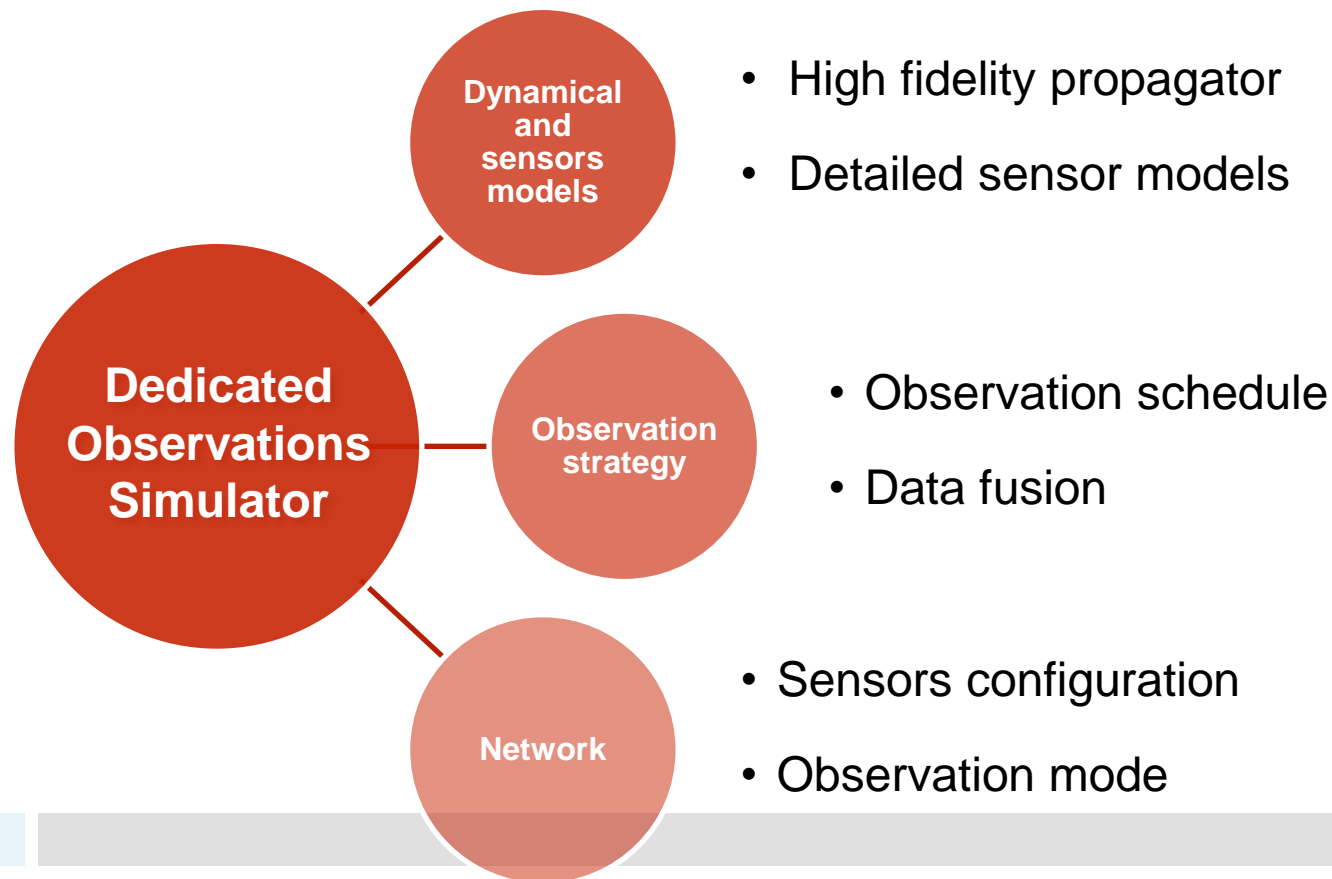 Dynamical
and
sensors
models
• High fidelity propagator
• Detailed sensor models
Dedicated
Observations
Simulator
Observation
strategy
• Observation schedule
• Data fusion
Network
• Sensors configuration
• Observation mode